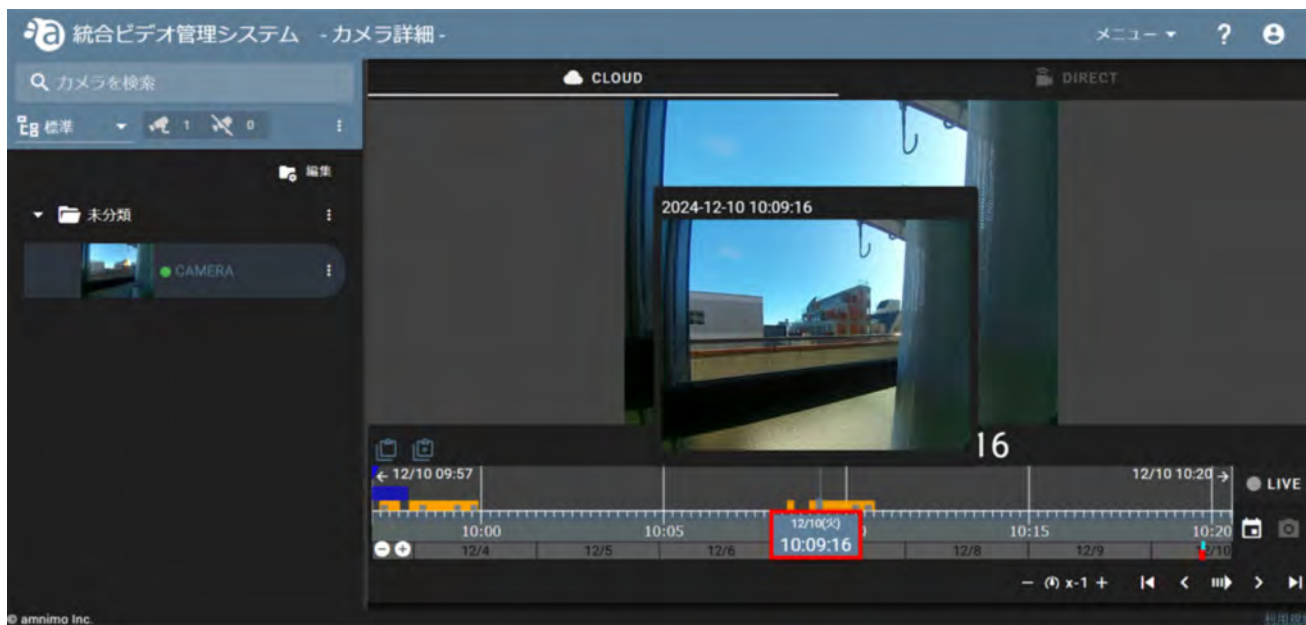 統合ビデオ管理システム - カメラ詳細 -
メニュー ?
カメラを検索
CLOUD
DIRECT
標準 1 0
編集
未分類
CAMERA
2024-12-10 10:09:16
16
← 12/10 09:57
12/10 10:20 →
LIVE
10:00 10:05 10:15 10:20
12/10(火)
10:09:16
12/4 12/5 12/6 12/8 12/9 12/10
− x-1 +
© amnimo Inc.